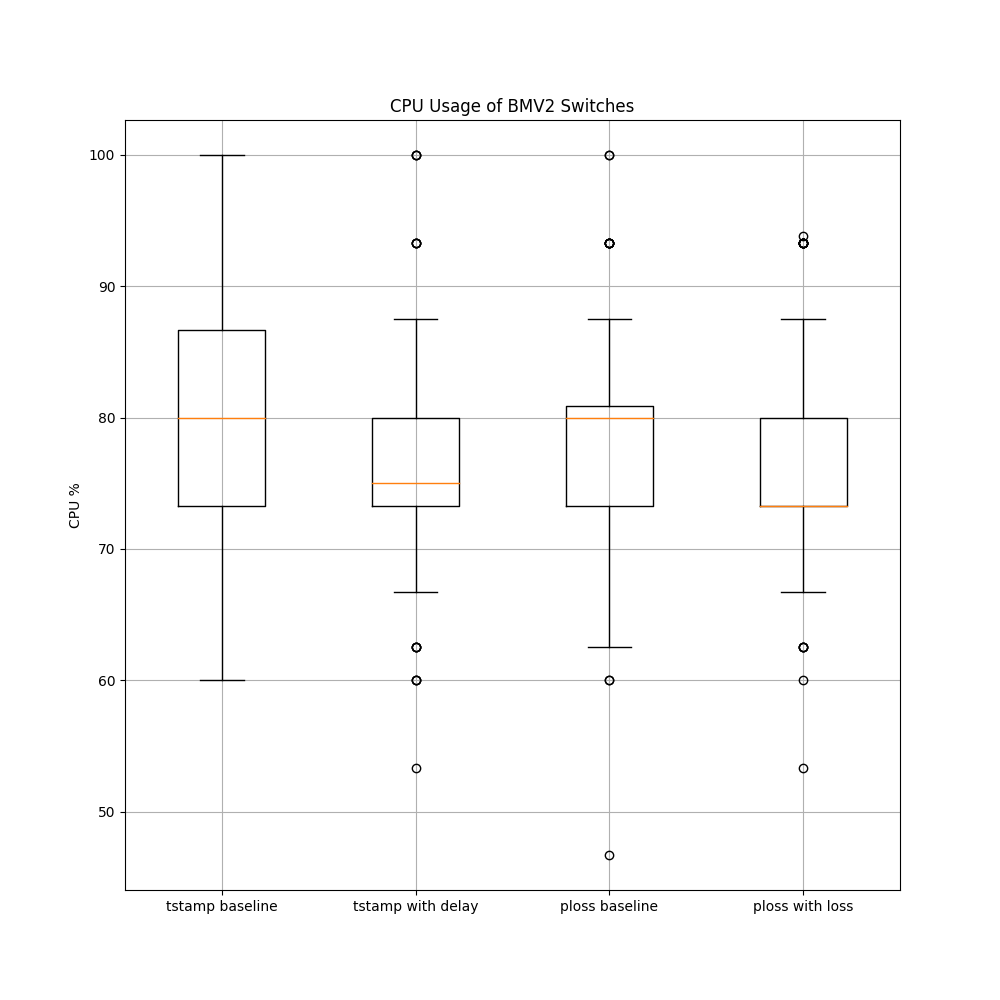 CPU Usage of BMV2 Switches
100
90
80
70
60
50
CPU %
tstamp baseline
tstamp with delay
ploss baseline
ploss with loss